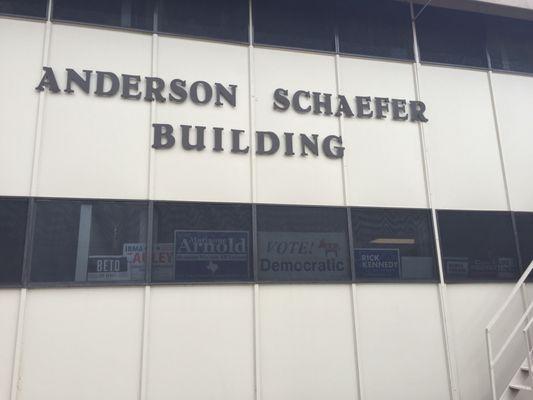 ANDERSON SCHAEFER
BUILDING
BETO
Arnold
VOTE!
Democratic
RICK
KENNEDY